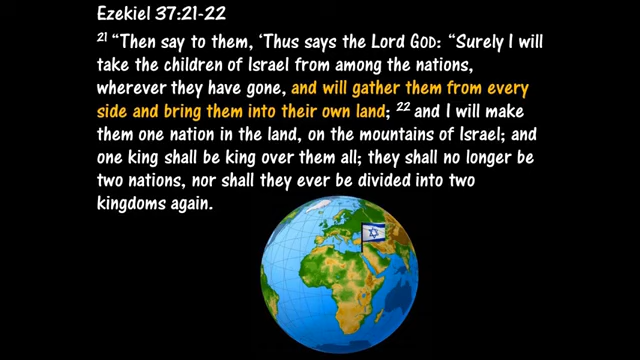 Ezekiel 37:21-22
21 “Then say to them, ‘Thus says the Lord GOD: “Surely I will
take the children of Israel from among the nations,
wherever they have gone, and will gather them from every
side and bring them into their own land; 22 and I will make
them one nation in the land, on the mountains of Israel; and
one king shall be king over them all; they shall no longer be
two nations, nor shall they ever be divided into two
kingdoms again.